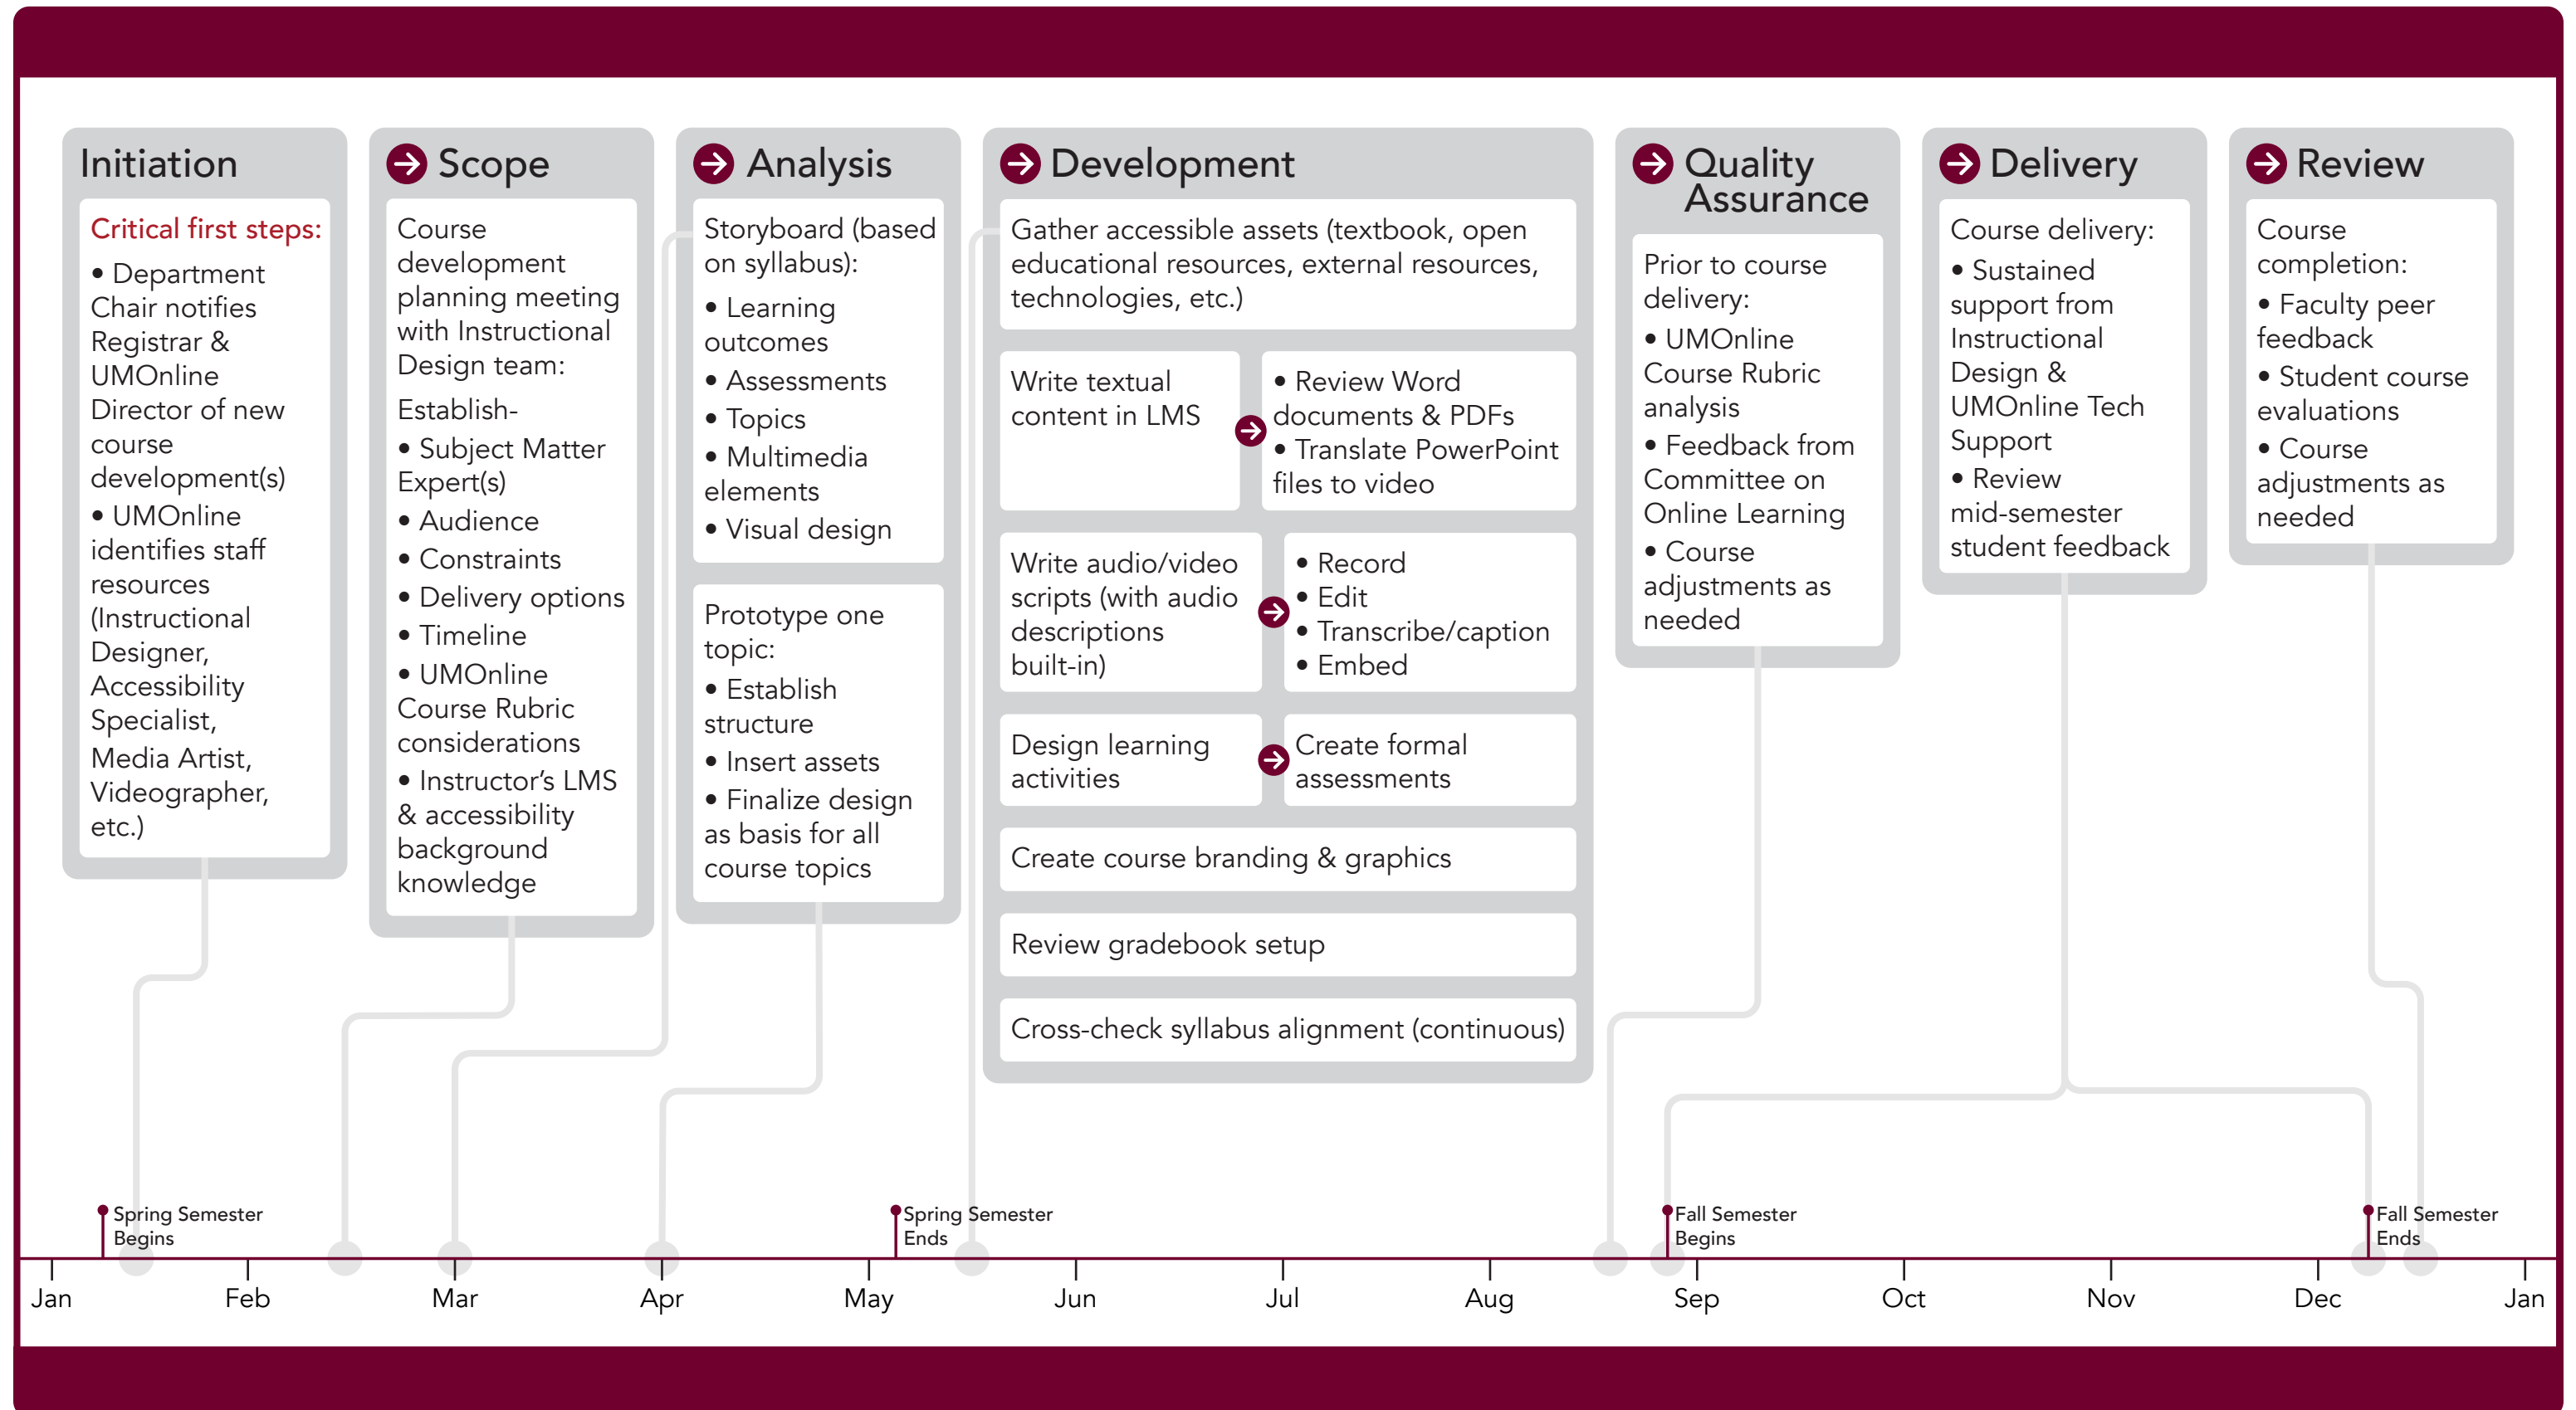 Initiation
Critical first steps:
• Department
Chair notifies
Registrar &
UMOnline
Director of new
course
development(s)
• UMOnline
identifies staff
resources
(Instructional
Designer,
Accessibility
Specialist,
Media Artist,
Videographer,
etc.)
Scope
Course
development
planning meeting
with Instructional
Design team:
Establish-
• Subject Matter
Expert(s)
• Audience
• Constraints
• Delivery options
• Timeline
• UMOnline
Course Rubric
considerations
• Instructor’s LMS
& accessibility
background
knowledge
Analysis
Storyboard (based
on syllabus):
• Learning
outcomes
• Assessments
• Topics
• Multimedia
elements
• Visual design
Prototype one
topic:
• Establish
structure
• Insert assets
• Finalize design
as basis for all
course topics
Development
Gather accessible assets (textbook, open
educational resources, external resources,
technologies, etc.)
Write textual
content in LMS
• Review Word
documents & PDFs
• Translate PowerPoint
files to video
Write audio/video
scripts (with audio
descriptions
built-in)
• Record
• Edit
• Transcribe/caption
• Embed
Design learning
activities
Create formal
assessments
Create course branding & graphics
Review gradebook setup
Cross-check syllabus alignment (continuous)
Quality
Assurance
Prior to course
delivery:
• UMOnline
Course Rubric
analysis
• Feedback from
Committee on
Online Learning
• Course
adjustments as
needed
Delivery
Course delivery:
• Sustained
support from
Instructional
Design &
UMOnline Tech
Support
• Review
mid-semester
student feedback
Review
Course
completion:
• Faculty peer
feedback
• Student course
evaluations
• Course
adjustments as
needed
Spring Semester
Begins
Spring Semester
Ends
Fall Semester
Begins
Fall Semester
Ends
Jan
Feb
Mar
Apr
May
Jun
Jul
Aug
Sep
Oct
Nov
Dec
Jan